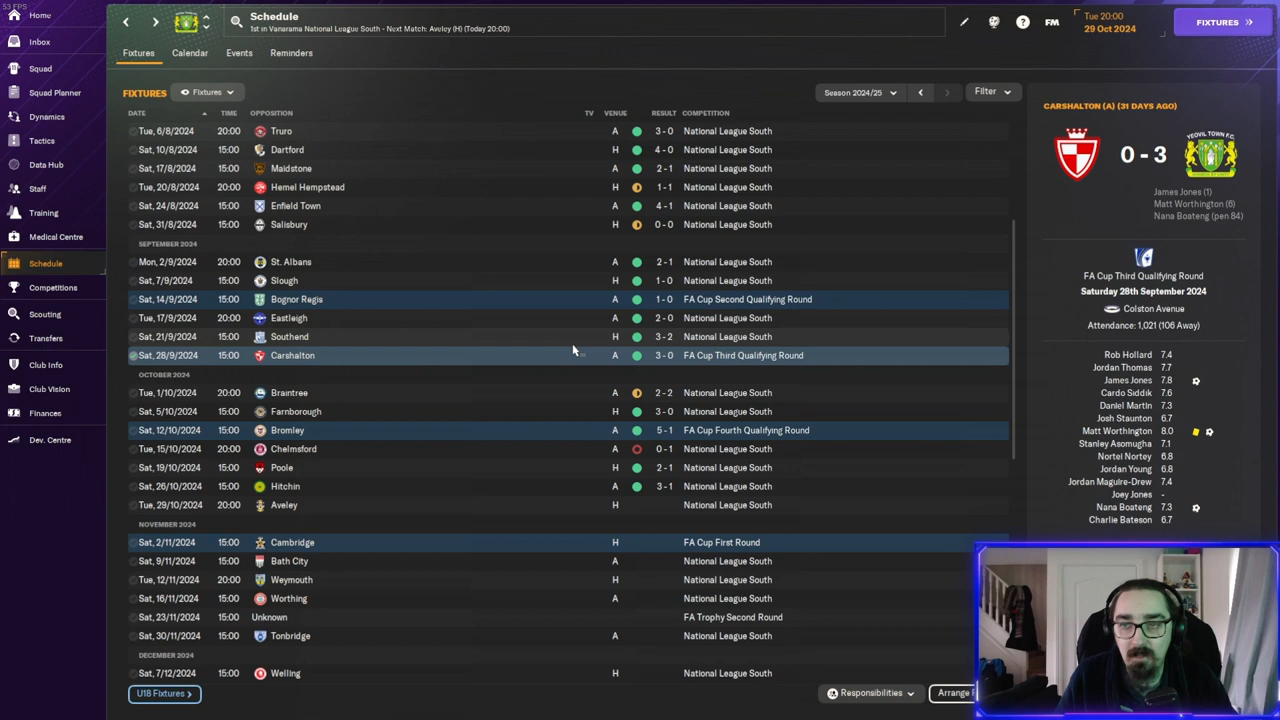 53 FPS
Home
Inbox
Squad
Squad Planner
Dynamics
Tactics
Data Hub
Staff
Training
Medical Centre
Schedule
Competitions
Scouting
Transfers
Club Info
Club Vision
Finances
Dev. Centre
Schedule
1st in Vanarama National League South - Next Match: Aveley (H) (Today 20:00)
FM
Tue 20:00
29 Oct 2024
FIXTURES
Fixtures Calendar Events Reminders
FIXTURES Fixtures Season 2024/25 Filter
DATE TIME OPPOSITION TV VENUE RESULT COMPETITION
Tue, 6/8/2024 20:00 Truro A 3 - 0 National League South
Sat, 10/8/2024 15:00 Dartford H 4 - 0 National League South
Sat, 17/8/2024 15:00 Maidstone A 2 - 1 National League South
Tue, 20/8/2024 20:00 Hemel Hempstead H 1 - 1 National League South
Sat, 24/8/2024 15:00 Enfield Town A 4 - 1 National League South
Sat, 31/8/2024 15:00 Salisbury H 0 - 0 National League South
SEPTEMBER 2024
Mon, 2/9/2024 20:00 St. Albans A 2 - 1 National League South
Sat, 7/9/2024 15:00 Slough H 1 - 0 National League South
Sat, 14/9/2024 15:00 Bognor Regis A 1 - 0 FA Cup Second Qualifying Round
Tue, 17/9/2024 20:00 Eastleigh A 2 - 0 National League South
Sat, 21/9/2024 15:00 Southend H 3 - 2 National League South
Sat, 28/9/2024 15:00 Carshalton A 3 - 0 FA Cup Third Qualifying Round
OCTOBER 2024
Tue, 1/10/2024 20:00 Braintree A 2 - 2 National League South
Sat, 5/10/2024 15:00 Farnborough H 3 - 0 National League South
Sat, 12/10/2024 15:00 Bromley A 5 - 1 FA Cup Fourth Qualifying Round
Tue, 15/10/2024 20:00 Chelmsford A 0 - 1 National League South
Sat, 19/10/2024 15:00 Poole H 2 - 1 National League South
Sat, 26/10/2024 15:00 Hitchin A 3 - 1 National League South
Tue, 29/10/2024 20:00 Aveley H National League South
NOVEMBER 2024
Sat, 2/11/2024 15:00 Cambridge H FA Cup First Round
Sat, 9/11/2024 15:00 Bath City A National League South
Tue, 12/11/2024 20:00 Weymouth H National League South
Sat, 16/11/2024 15:00 Worthing A National League South
Sat, 23/11/2024 15:00 Unknown FA Trophy Second Round
Sat, 30/11/2024 15:00 Tonbridge A National League South
DECEMBER 2024
Sat, 7/12/2024 15:00 Welling H National League South
U18 Fixtures Responsibilities Arrange
CARSHALTON (A) (31 DAYS AGO)
0 - 3
YEOVIL TOWN F.C.
James Jones (1)
Matt Worthington (6)
Nana Boateng (pen 84)
FA Cup Third Qualifying Round
Saturday 28th September 2024
Colston Avenue
Attendance: 1,021 (106 Away)
Rob Hollard 7.4
Jordan Thomas 7.7
James Jones 7.8
Cardo Siddik 7.6
Daniel Martin 7.3
Josh Staunton 6.7
Matt Worthington 8.0
Stanley Asomugha 7.1
Nortel Nortey 6.8
Jordan Young 6.8
Jordan Maguire-Drew 7.4
Joey Jones -
Nana Boateng 7.3
Charlie Bateson 6.7